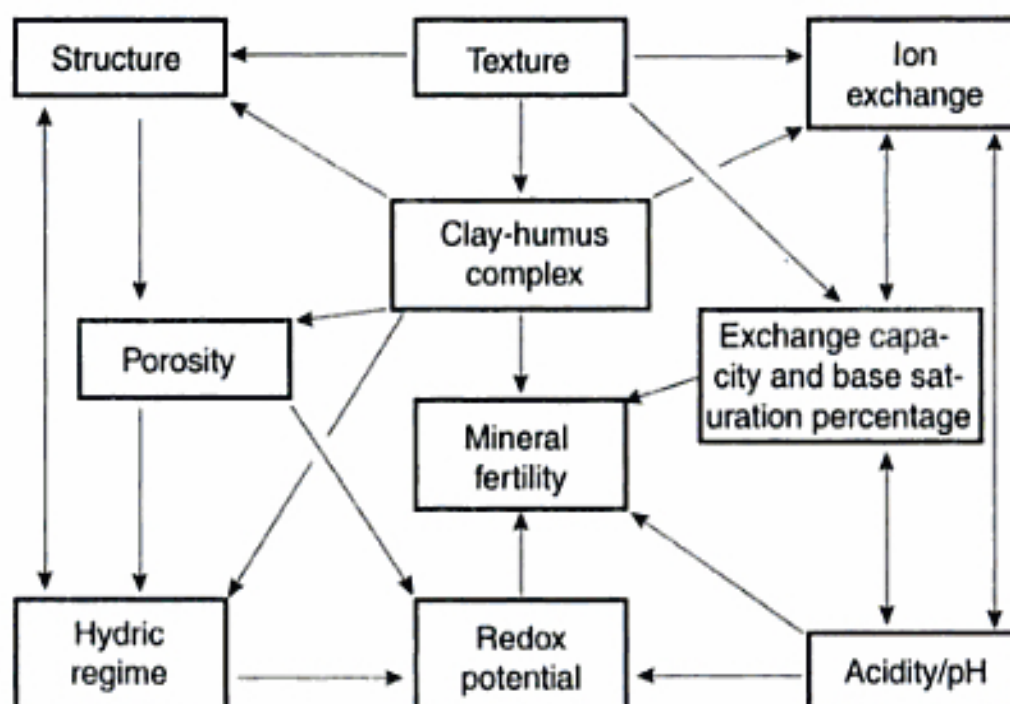 Structure
Texture
Ion
exchange
Clay-humus
complex
Porosity
Exchange capa-
city and base sat-
uration percentage
Mineral
fertility
Hydric
regime
Redox
potential
Acidity/pH